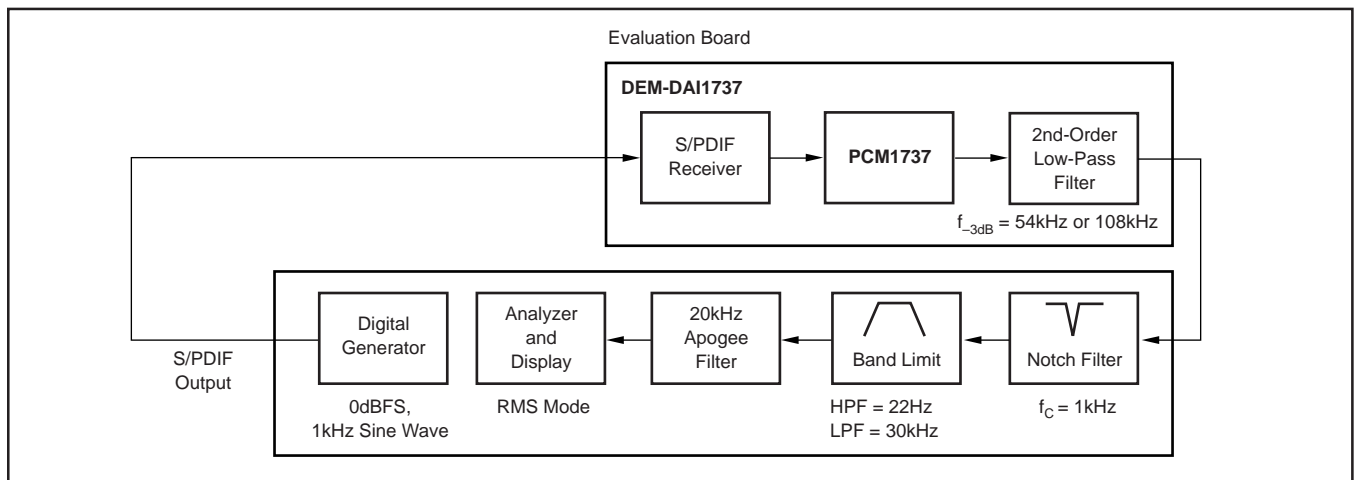 Evaluation Board
DEM-DAI1737
S/PDIF
Receiver
PCM1737
2nd-Order
Low-Pass
Filter
f–3dB = 54kHz or 108kHz
Digital
Generator
Analyzer
and
Display
20kHz
Apogee
Filter
Band Limit
Notch Filter
S/PDIF
Output
0dBFS,
1kHz Sine Wave
RMS Mode
HPF = 22Hz
LPF = 30kHz
fC = 1kHz